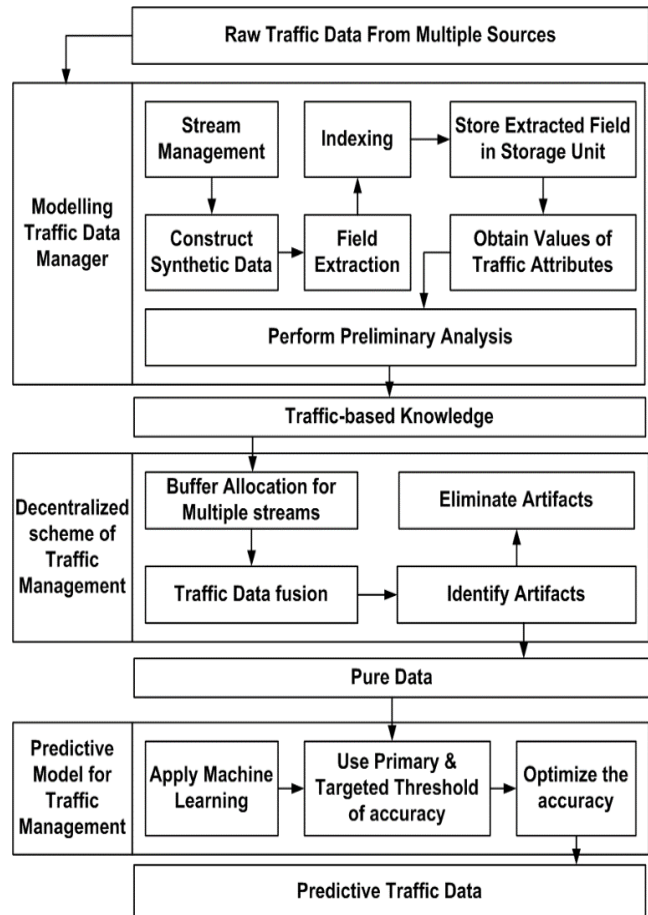 Raw Traffic Data From Multiple Sources
Modelling
Traffic Data
Manager
Stream
Management
Indexing
Store Extracted Field
in Storage Unit
Construct
Synthetic Data
Field
Extraction
Obtain Values of
Traffic Attributes
Perform Preliminary Analysis
Traffic-based Knowledge
Decentralized
scheme of
Traffic
Management
Buffer Allocation for
Multiple streams
Eliminate Artifacts
Traffic Data fusion
Identify Artifacts
Pure Data
Predictive
Model for
Traffic
Management
Apply Machine
Learning
Use Primary &
Targeted Threshold
of accuracy
Optimize the
accuracy
Predictive Traffic Data